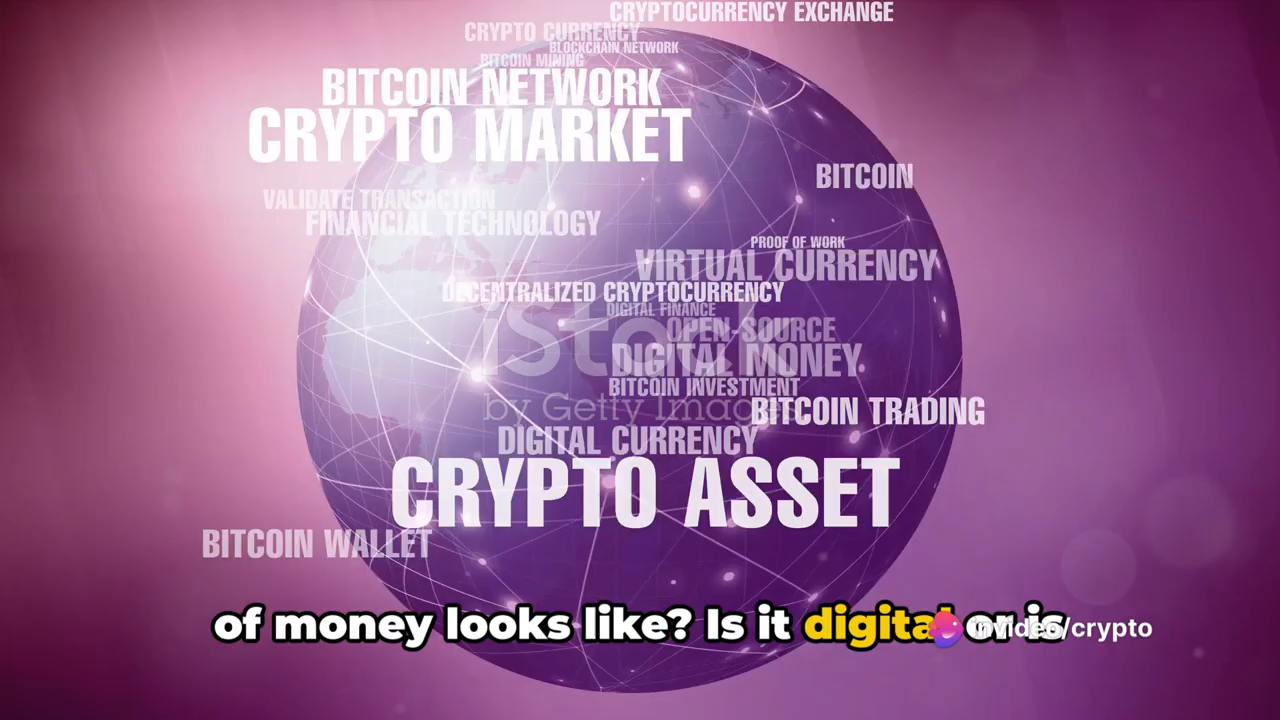 CRYPTOCURRENCY EXCHANGE
CRYPTO CURRENCY
BLOCKCHAIN NETWORK
BITCOIN MINING
BITCOIN NETWORK
CRYPTO MARKET
BITCOIN
VALIDATE TRANSACTION
FINANCIAL TECHNOLOGY
PROOF OF WORK
VIRTUAL CURRENCY
DECENTRALIZED CRYPTOCURRENCY
DIGITAL FINANCE
OPEN-SOURCE
iStock
DIGITAL MONEY
BITCOIN INVESTMENT
by Getty Images
BITCOIN TRADING
DIGITAL CURRENCY
CRYPTO ASSET
BITCOIN WALLET
of money looks like? Is it digital or is
invideo/crypto